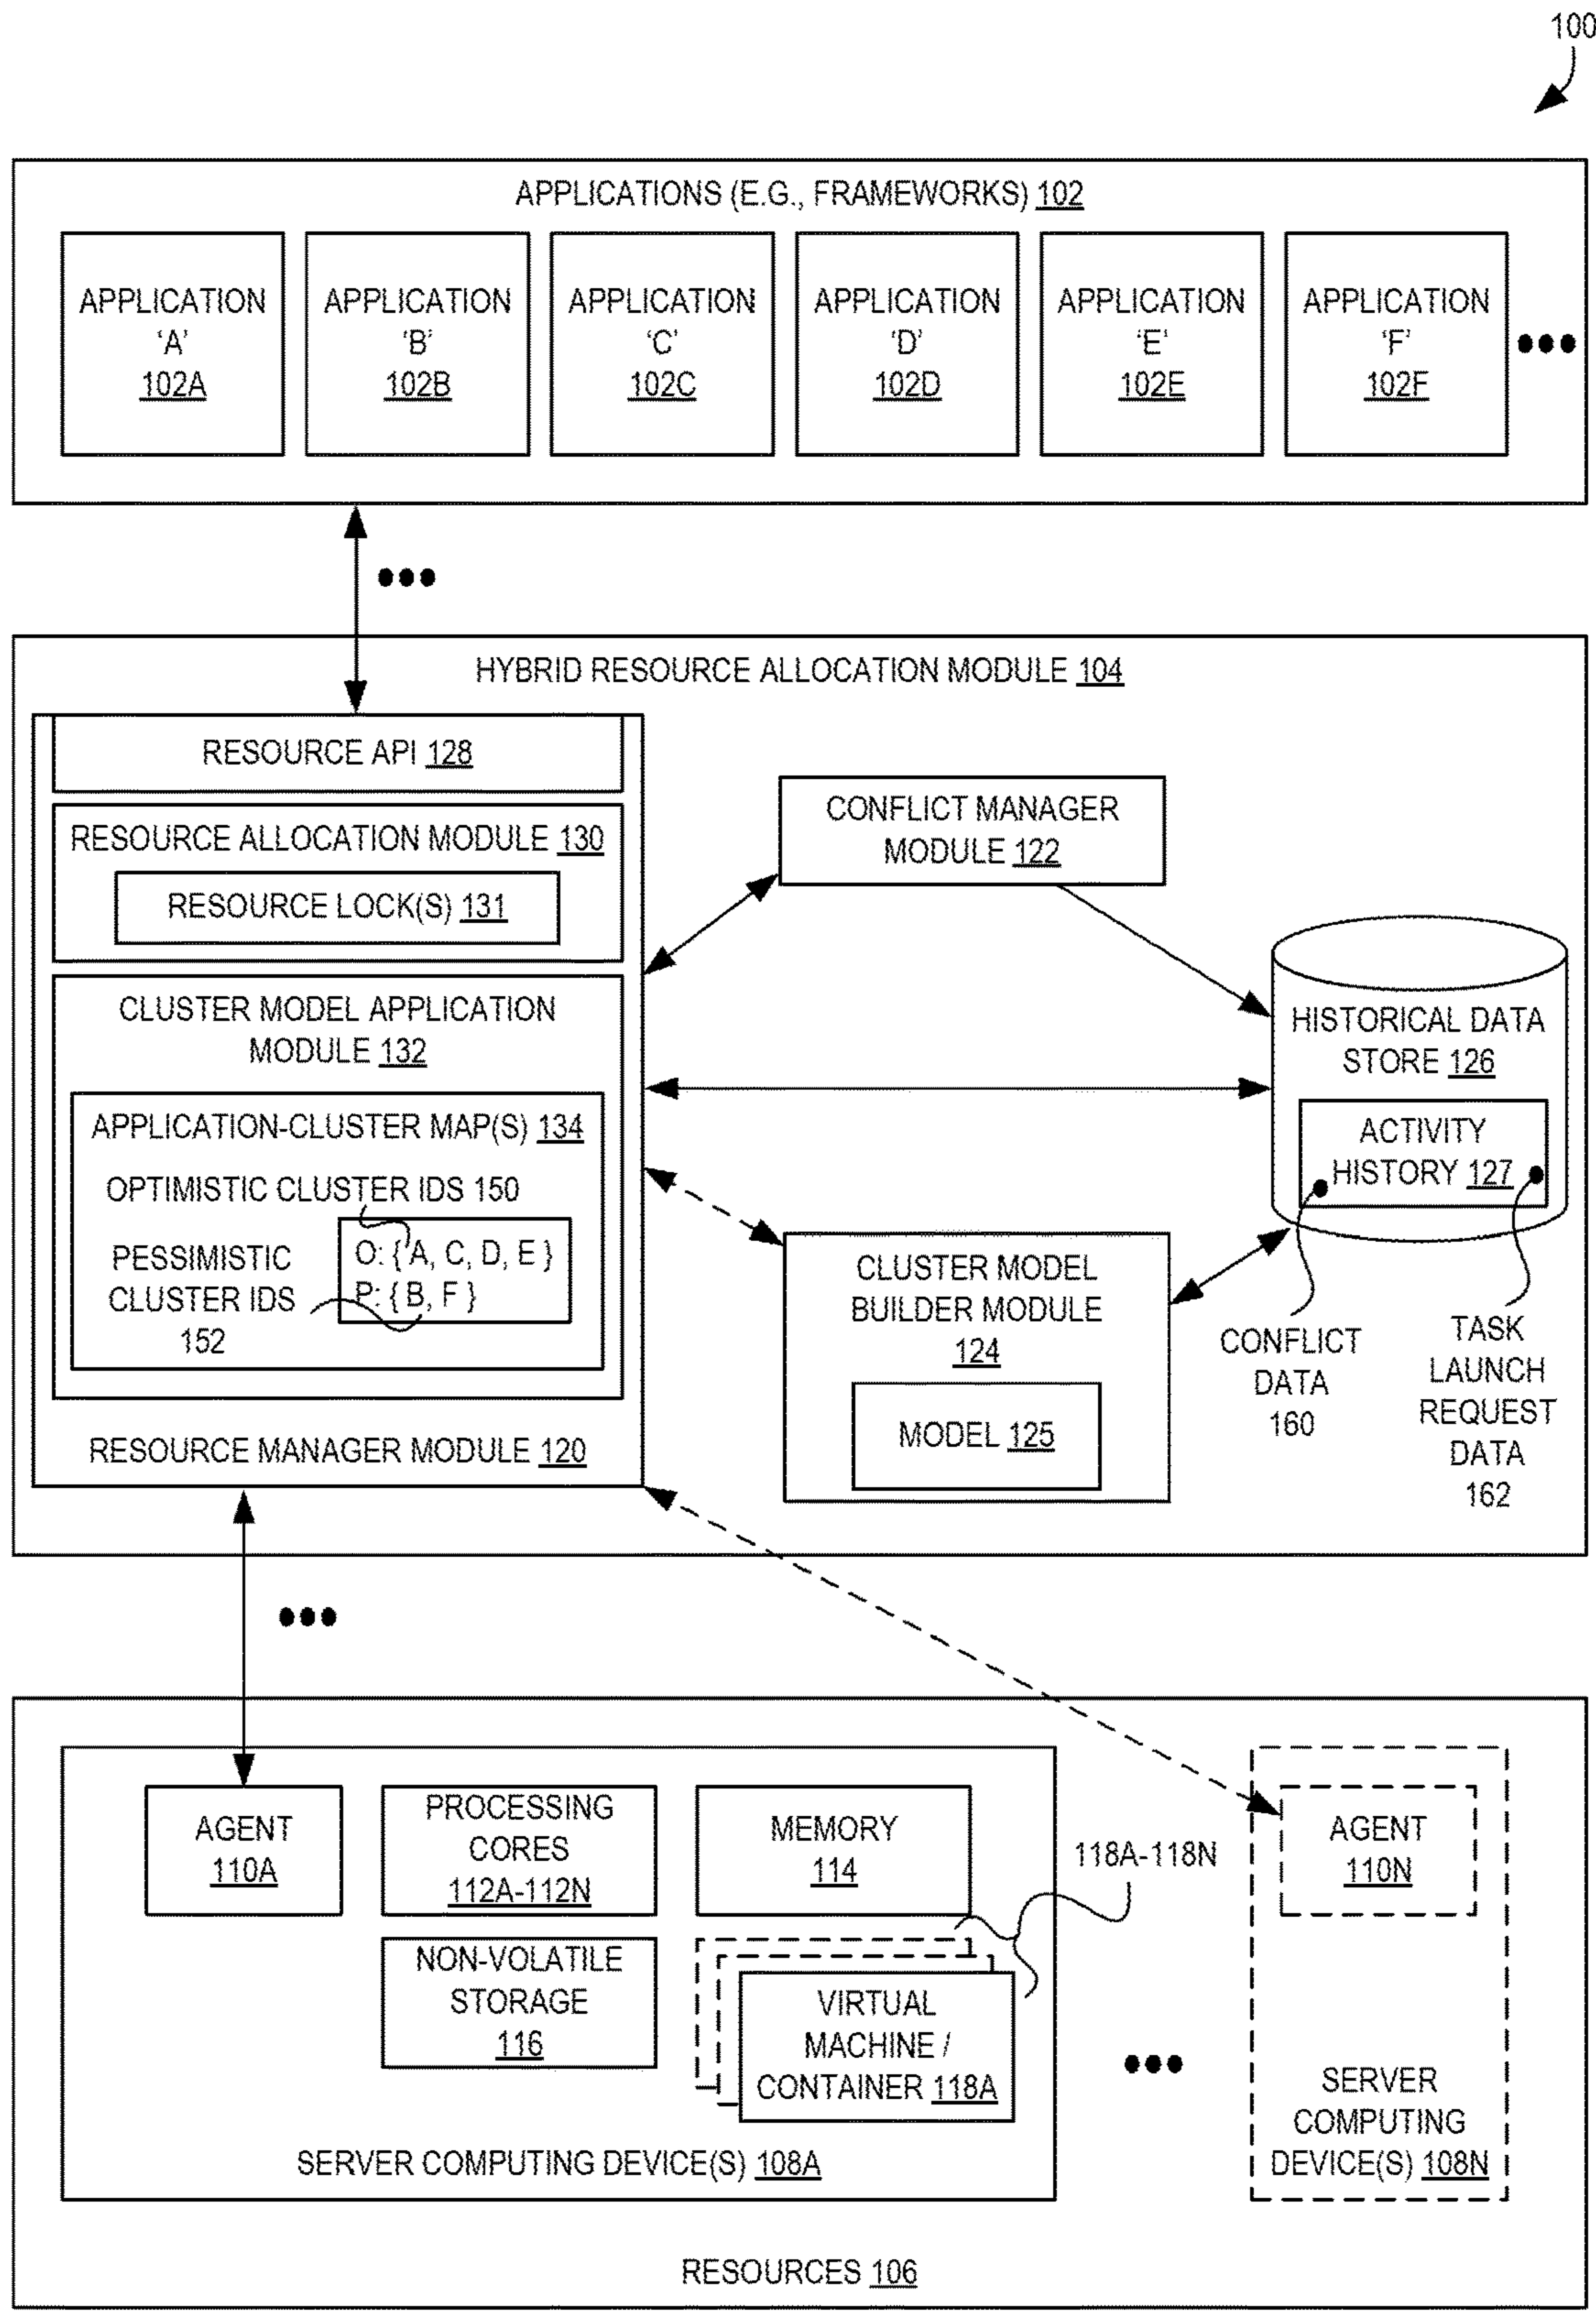 100
APPLICATIONS (E.G., FRAMEWORKS) 102
APPLICATION
‘A’
102A
APPLICATION
‘B’
102B
APPLICATION
‘C’
102C
APPLICATION
‘D’
102D
APPLICATION
‘E’
102E
APPLICATION
‘F’
102F
HYBRID RESOURCE ALLOCATION MODULE 104
RESOURCE API 128
RESOURCE ALLOCATION MODULE 130
RESOURCE LOCK(S) 131
CLUSTER MODEL APPLICATION
MODULE 132
APPLICATION-CLUSTER MAP(S) 134
OPTIMISTIC CLUSTER IDS 150
PESSIMISTIC
CLUSTER IDS
152
O: { A, C, D, E }
P: { B, F }
RESOURCE MANAGER MODULE 120
CONFLICT MANAGER
MODULE 122
HISTORICAL DATA
STORE 126
ACTIVITY
HISTORY 127
CLUSTER MODEL
BUILDER MODULE
124
MODEL 125
CONFLICT
DATA
160
TASK
LAUNCH
REQUEST
DATA
162
AGENT
110A
PROCESSING
CORES
112A-112N
MEMORY
114
118A-118N
NON-VOLATILE
STORAGE
116
VIRTUAL
MACHINE /
CONTAINER 118A
SERVER COMPUTING DEVICE(S) 108A
AGENT
110N
SERVER
COMPUTING
DEVICE(S) 108N
RESOURCES 106